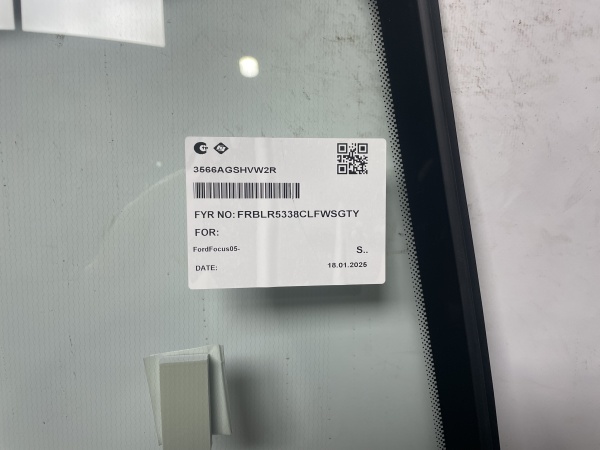 3566AGSHVW2R
FYR NO: FRBLR5338CLFWSGTY
FOR:
FordFocus05-
S..
DATE:
18.01.2025